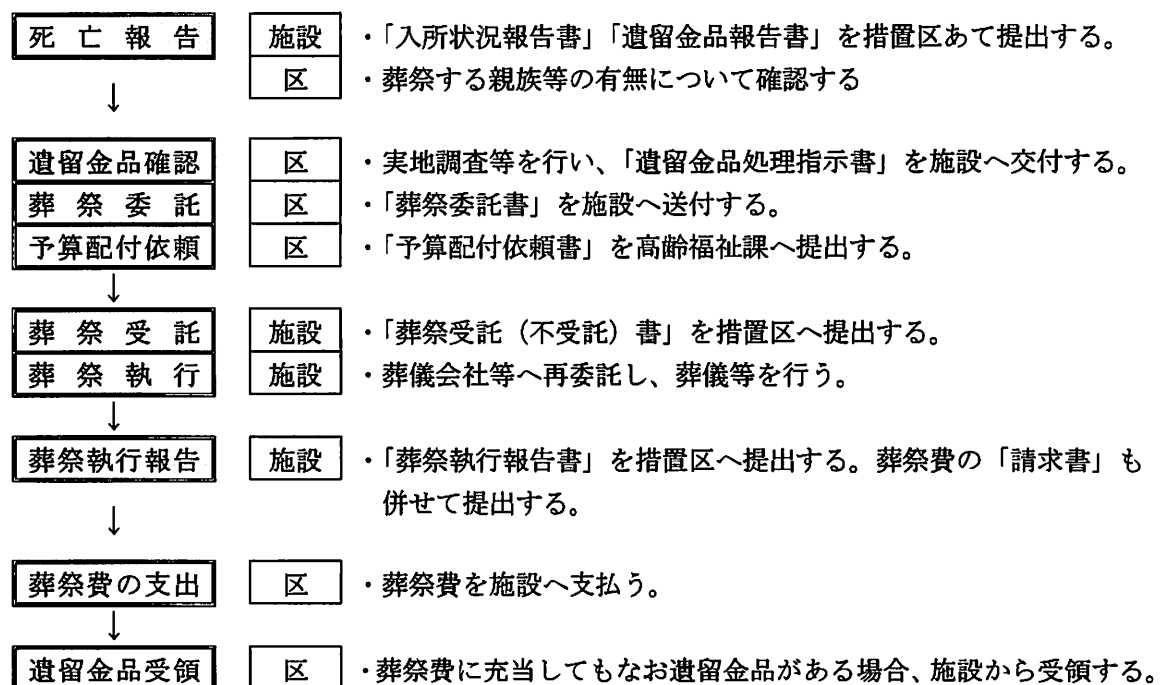 死亡報告 施設 ・「入所状況報告書」「遺留金品報告書」を措置区あて提出する。
区 ・葬祭する親族等の有無について確認する
↓
遺留金品確認 区 ・実地調査等を行い、「遺留金品処理指示書」を施設へ交付する。
葬祭委託 区 ・「葬祭委託書」を施設へ送付する。
予算配付依頼 区 ・「予算配付依頼書」を高齢福祉課へ提出する。
↓
葬祭受託 施設 ・「葬祭受託（不受託）書」を措置区へ提出する。
葬祭執行 施設 ・葬儀会社等へ再委託し、葬儀等を行う。
↓
葬祭執行報告 施設 ・「葬祭執行報告書」を措置区へ提出する。葬祭費の「請求書」も
併せて提出する。
↓
葬祭費の支出 区 ・葬祭費を施設へ支払う。
↓
遺留金品受領 区 ・葬祭費に充当してもなお遺留金品がある場合、施設から受領する。